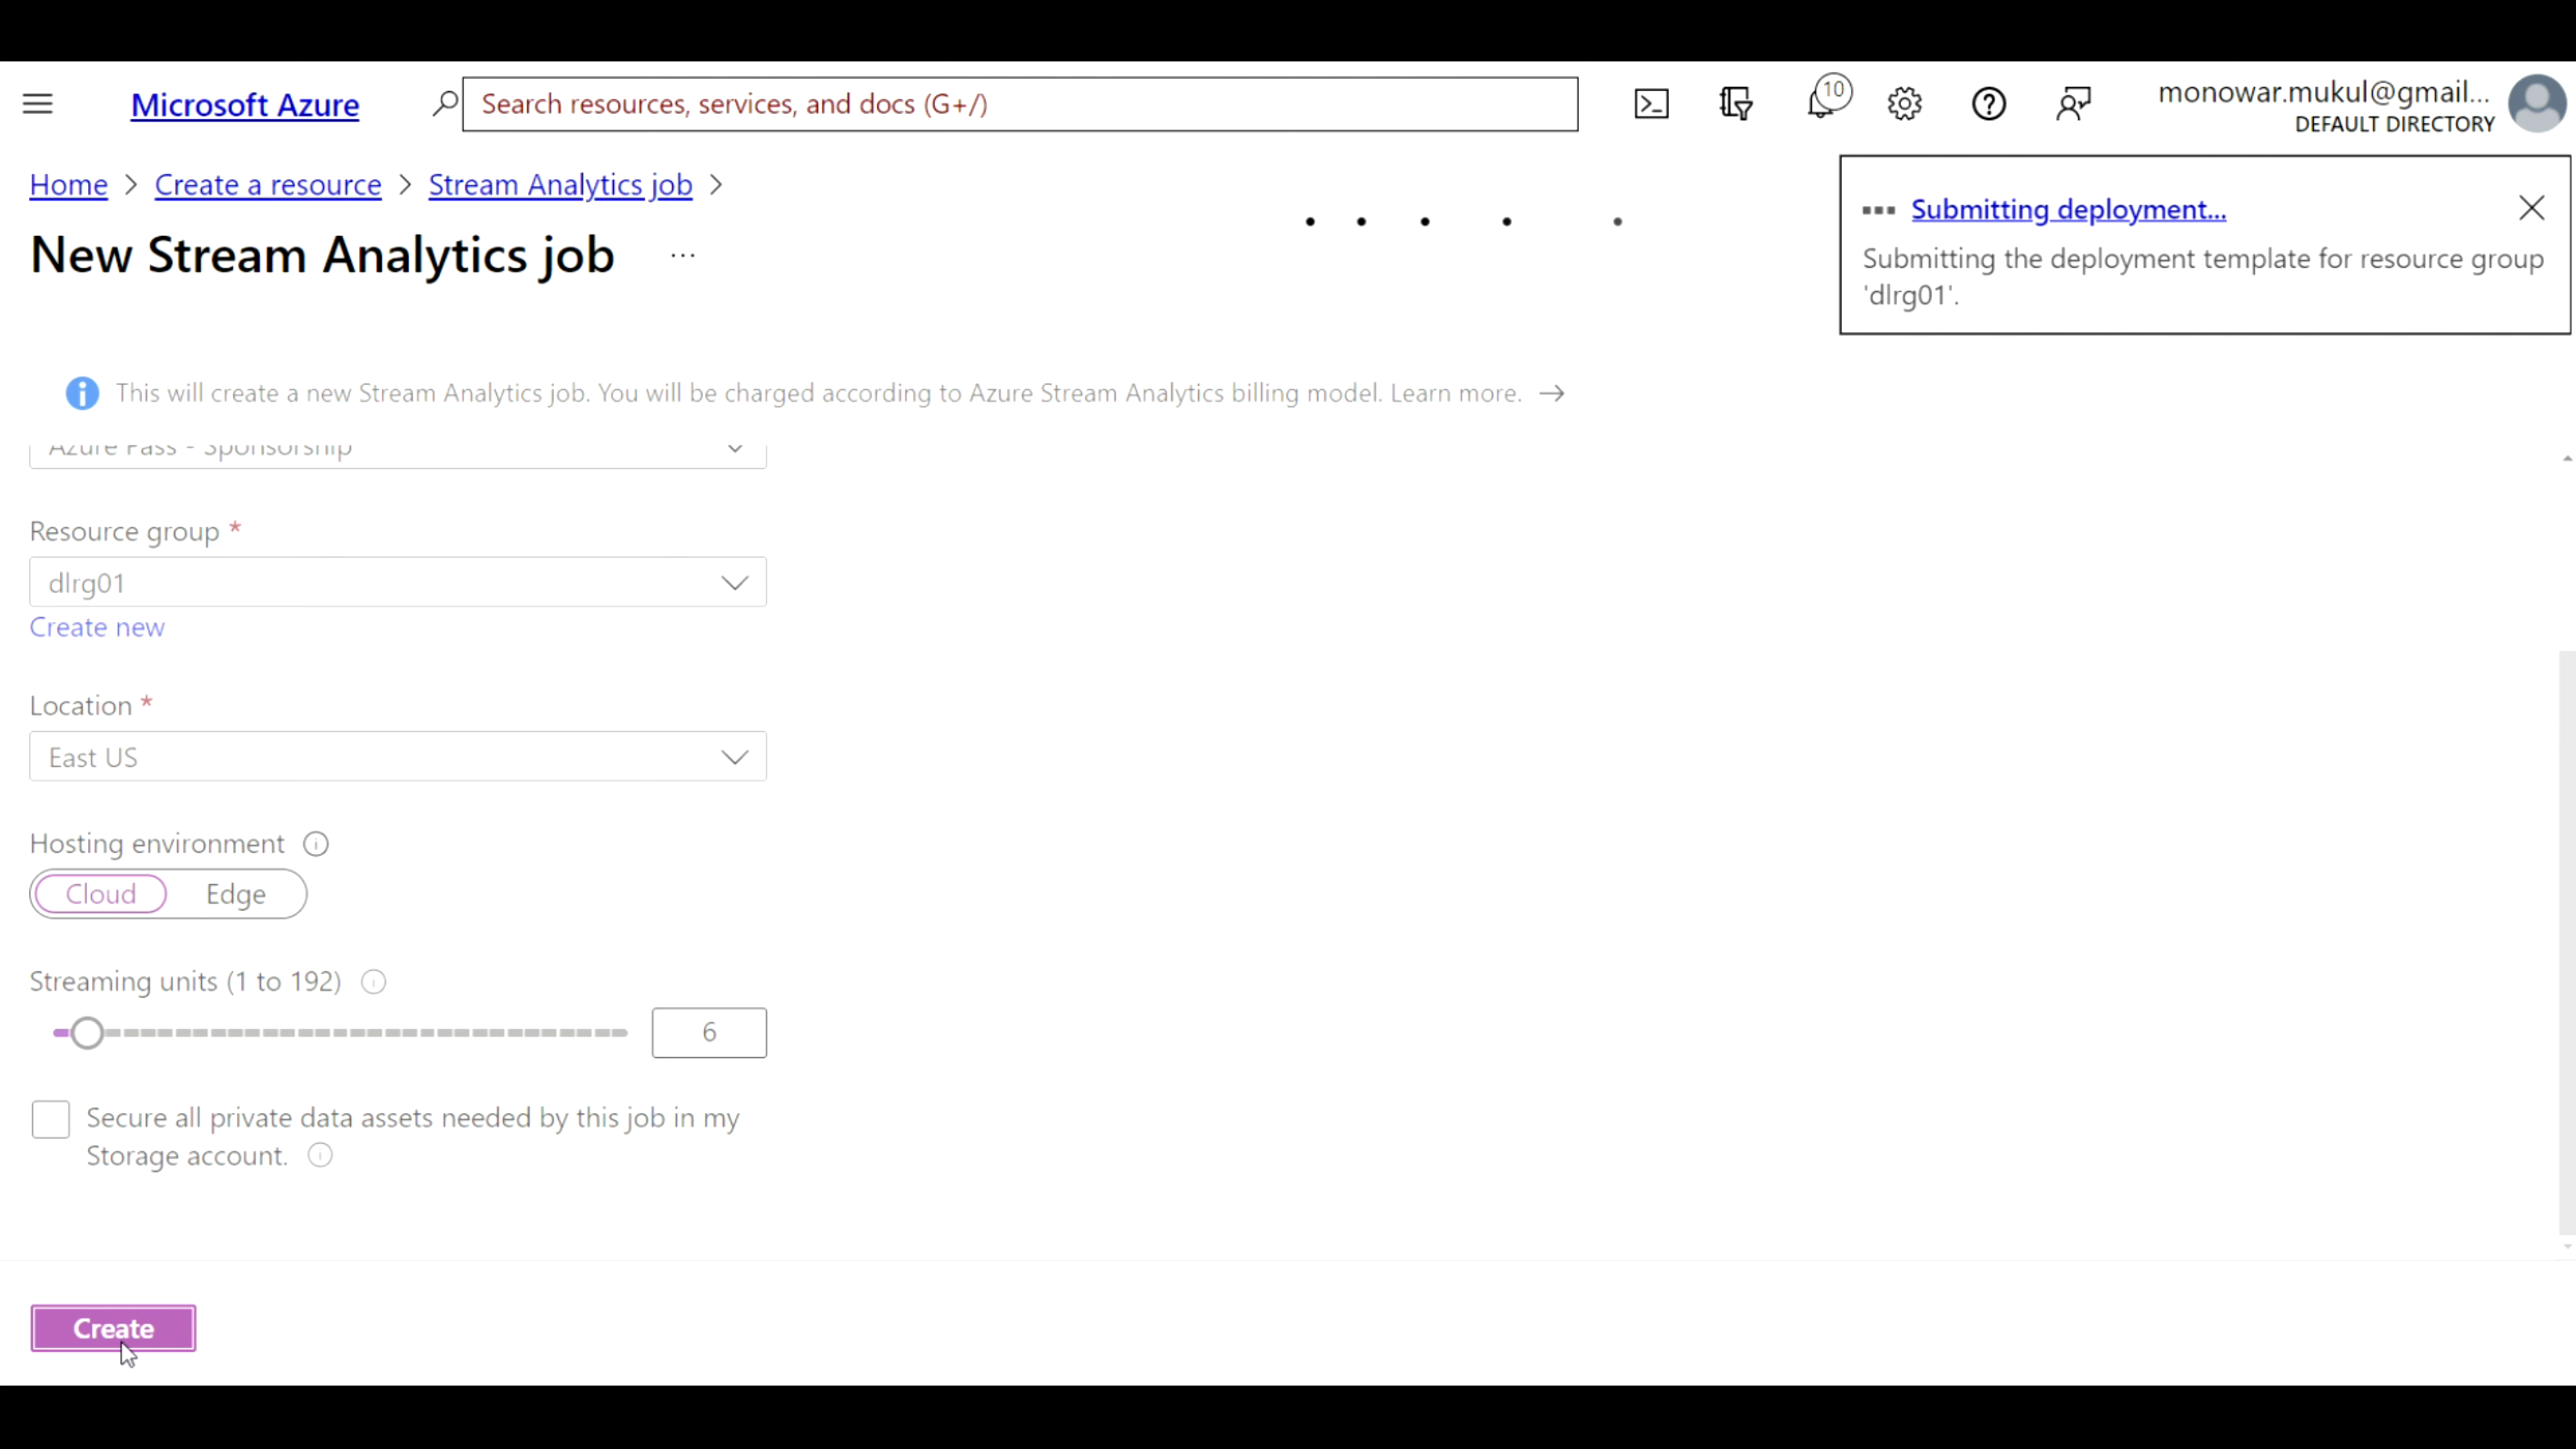 Microsoft Azure
Search resources, services, and docs (G+/)
10
monowar.mukul@gmail...
DEFAULT DIRECTORY
Home > Create a resource > Stream Analytics job >
New Stream Analytics job ...
Submitting deployment...
Submitting the deployment template for resource group
'dlrg01'.
This will create a new Stream Analytics job. You will be charged according to Azure Stream Analytics billing model. Learn more. →
Azure Pass - Sponsorship
Resource group *
dlrg01
Create new
Location *
East US
Hosting environment
Cloud Edge
Streaming units (1 to 192)
6
Secure all private data assets needed by this job in my
Storage account.
Create